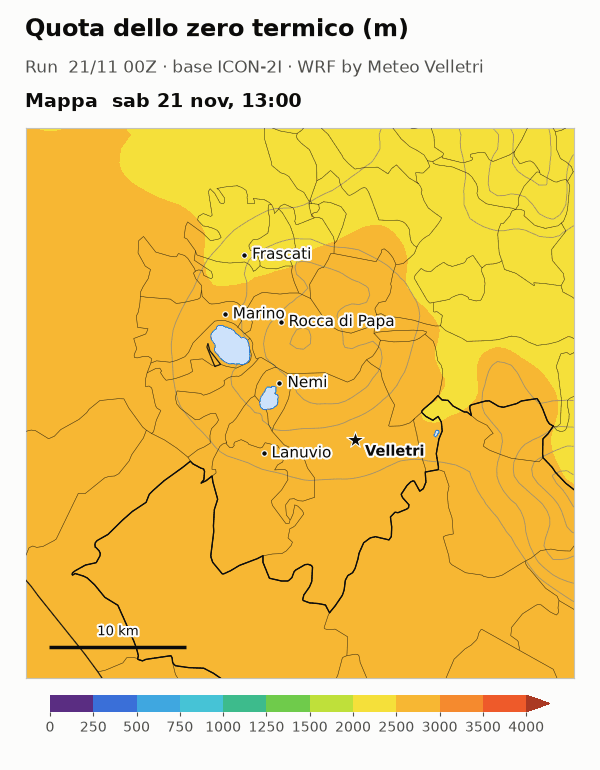 Quota dello zero termico (m)
Run  21/11 00Z · base ICON-2I · WRF by Meteo Velletri
Mappa  sab 21 nov, 13:00
Frascati
Marino
Rocca di Papa
Nemi
Velletri
Lanuvio
10 km
0 250 500 750 1000 1250 1500 2000 2500 3000 3500 4000